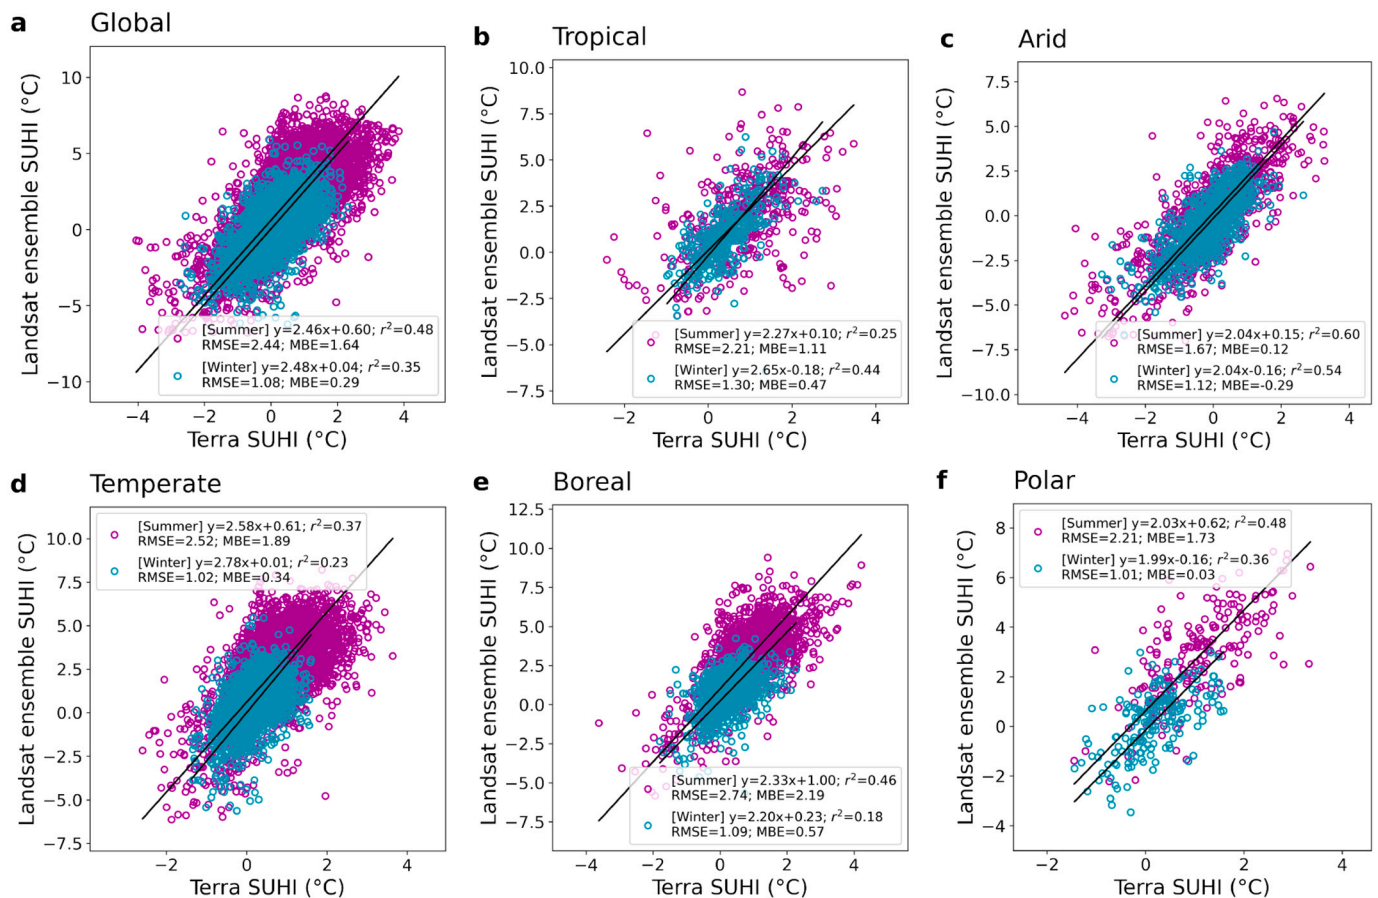 a Global
Landsat ensemble SUHI (°C)
10
5
0
−5
−10
[Summer] y=2.46x+0.60; r²=0.48
RMSE=2.44; MBE=1.64
[Winter] y=2.48x+0.04; r²=0.35
RMSE=1.08; MBE=0.29
−4 −2 0 2 4
Terra SUHI (°C)
b Tropical
Landsat ensemble SUHI (°C)
10.0
7.5
5.0
2.5
0.0
−2.5
−5.0
−7.5
[Summer] y=2.27x+0.10; r²=0.25
RMSE=2.21; MBE=1.11
[Winter] y=2.65x-0.18; r²=0.44
RMSE=1.30; MBE=0.47
−2 0 2 4
Terra SUHI (°C)
c Arid
Landsat ensemble SUHI (°C)
7.5
5.0
2.5
0.0
−2.5
−5.0
−7.5
−10.0
[Summer] y=2.04x+0.15; r²=0.60
RMSE=1.67; MBE=0.12
[Winter] y=2.04x-0.16; r²=0.54
RMSE=1.12; MBE=-0.29
−4 −2 0 2 4
Terra SUHI (°C)
d Temperate
Landsat ensemble SUHI (°C)
10.0
7.5
5.0
2.5
0.0
−2.5
−5.0
−7.5
[Summer] y=2.58x+0.61; r²=0.37
RMSE=2.52; MBE=1.89
[Winter] y=2.78x+0.01; r²=0.23
RMSE=1.02; MBE=0.34
−2 0 2 4
Terra SUHI (°C)
e Boreal
Landsat ensemble SUHI (°C)
12.5
10.0
7.5
5.0
2.5
0.0
−2.5
−5.0
−7.5
[Summer] y=2.33x+1.00; r²=0.46
RMSE=2.74; MBE=2.19
[Winter] y=2.20x+0.23; r²=0.18
RMSE=1.09; MBE=0.57
−4 −2 0 2 4
Terra SUHI (°C)
f Polar
Landsat ensemble SUHI (°C)
8
6
4
2
0
−2
−4
[Summer] y=2.03x+0.62; r²=0.48
RMSE=2.21; MBE=1.73
[Winter] y=1.99x-0.16; r²=0.36
RMSE=1.01; MBE=0.03
−2 0 2 4
Terra SUHI (°C)